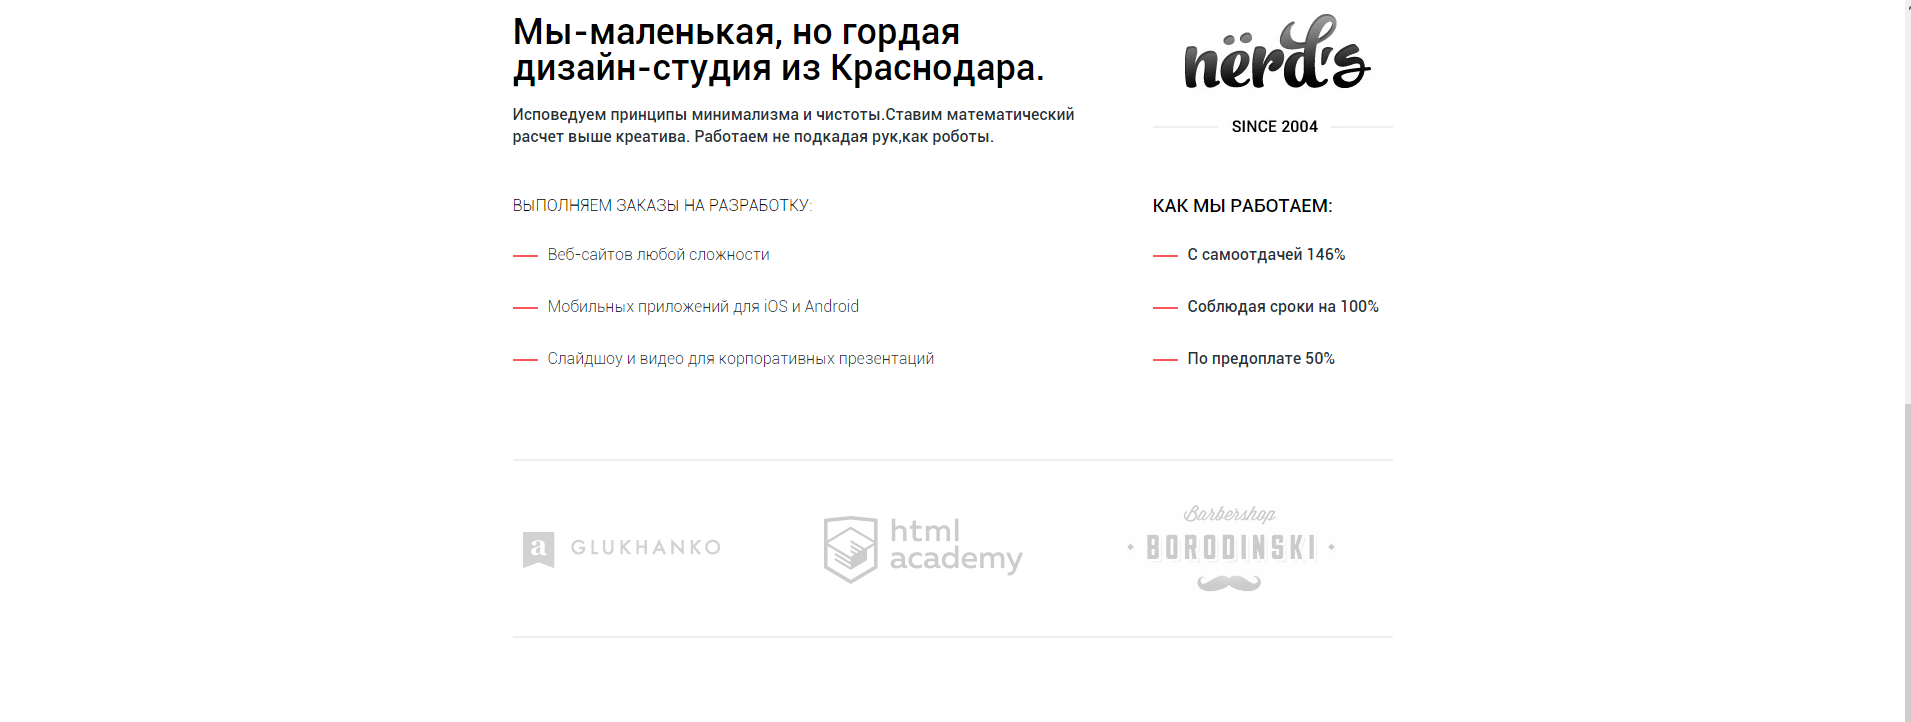 Мы-маленькая, но гордая
дизайн-студия из Краснодара.
Исповедуем принципы минимализма и чистоты.Ставим математический
расчет выше креатива. Работаем не подкадая рук,как роботы.
nёrd's
SINCE 2004
ВЫПОЛНЯЕМ ЗАКАЗЫ НА РАЗРАБОТКУ:
Веб-сайтов любой сложности
Мобильных приложений для iOS и Android
Слайдшоу и видео для корпоративных презентаций
КАК МЫ РАБОТАЕМ:
С самоотдачей 146%
Соблюдая сроки на 100%
По предоплате 50%
a GLUKHANKO
html
academy
Barbershop
BORODINSKI